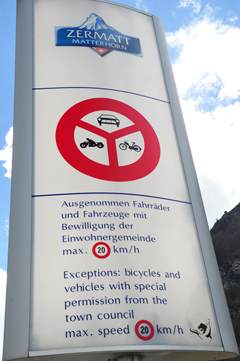 ZERMATT
MATTERHORN
Ausgenommen Fahrräder
und Fahrzeuge mit
Bewilligung der
Einwohnergemeinde
max. 20 km/h
Exceptions: bicycles and
vehicles with special
permission from the
town council
max. speed 20 km/h